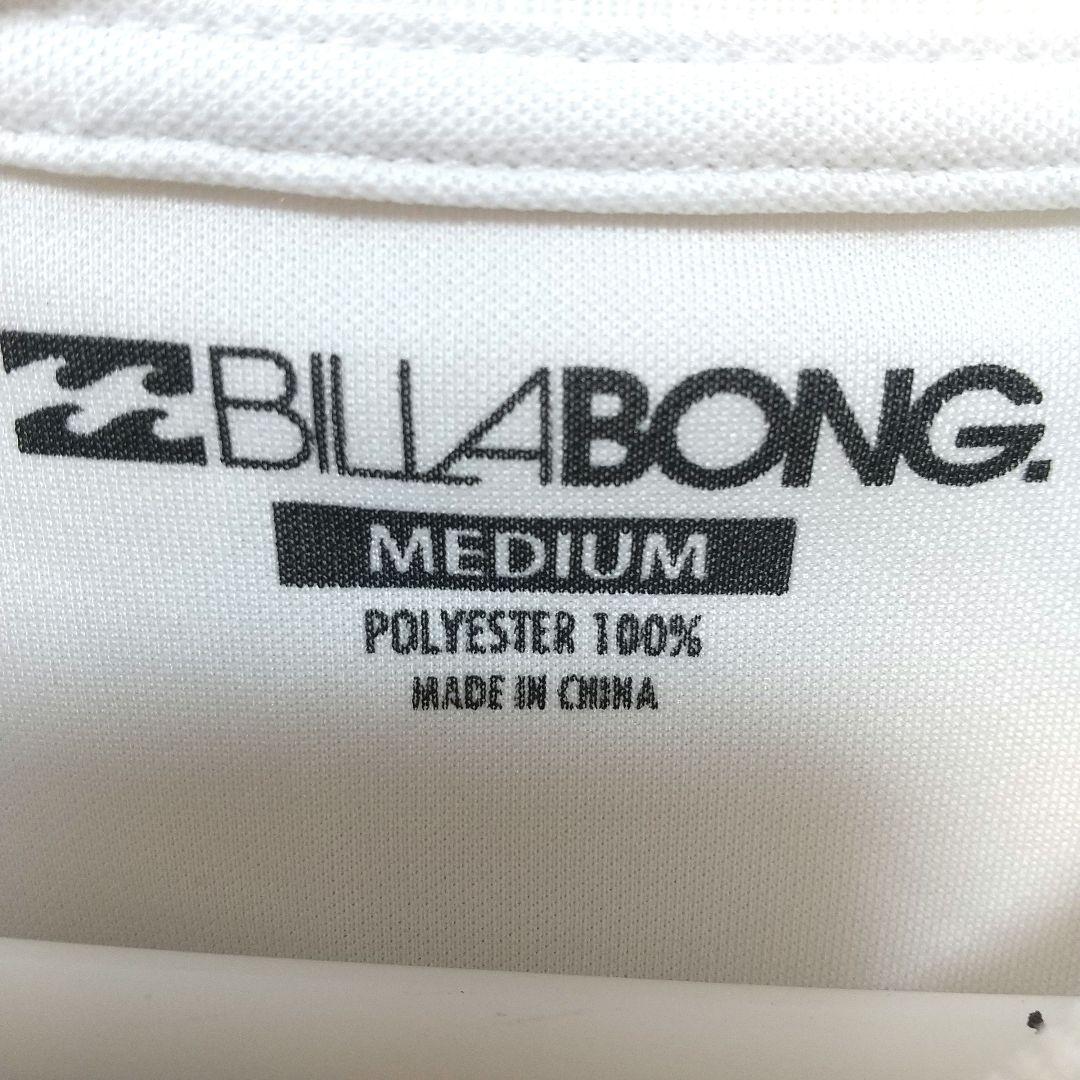 BILLABONG.
MEDIUM
POLYESTER 100%
MADE IN CHINA